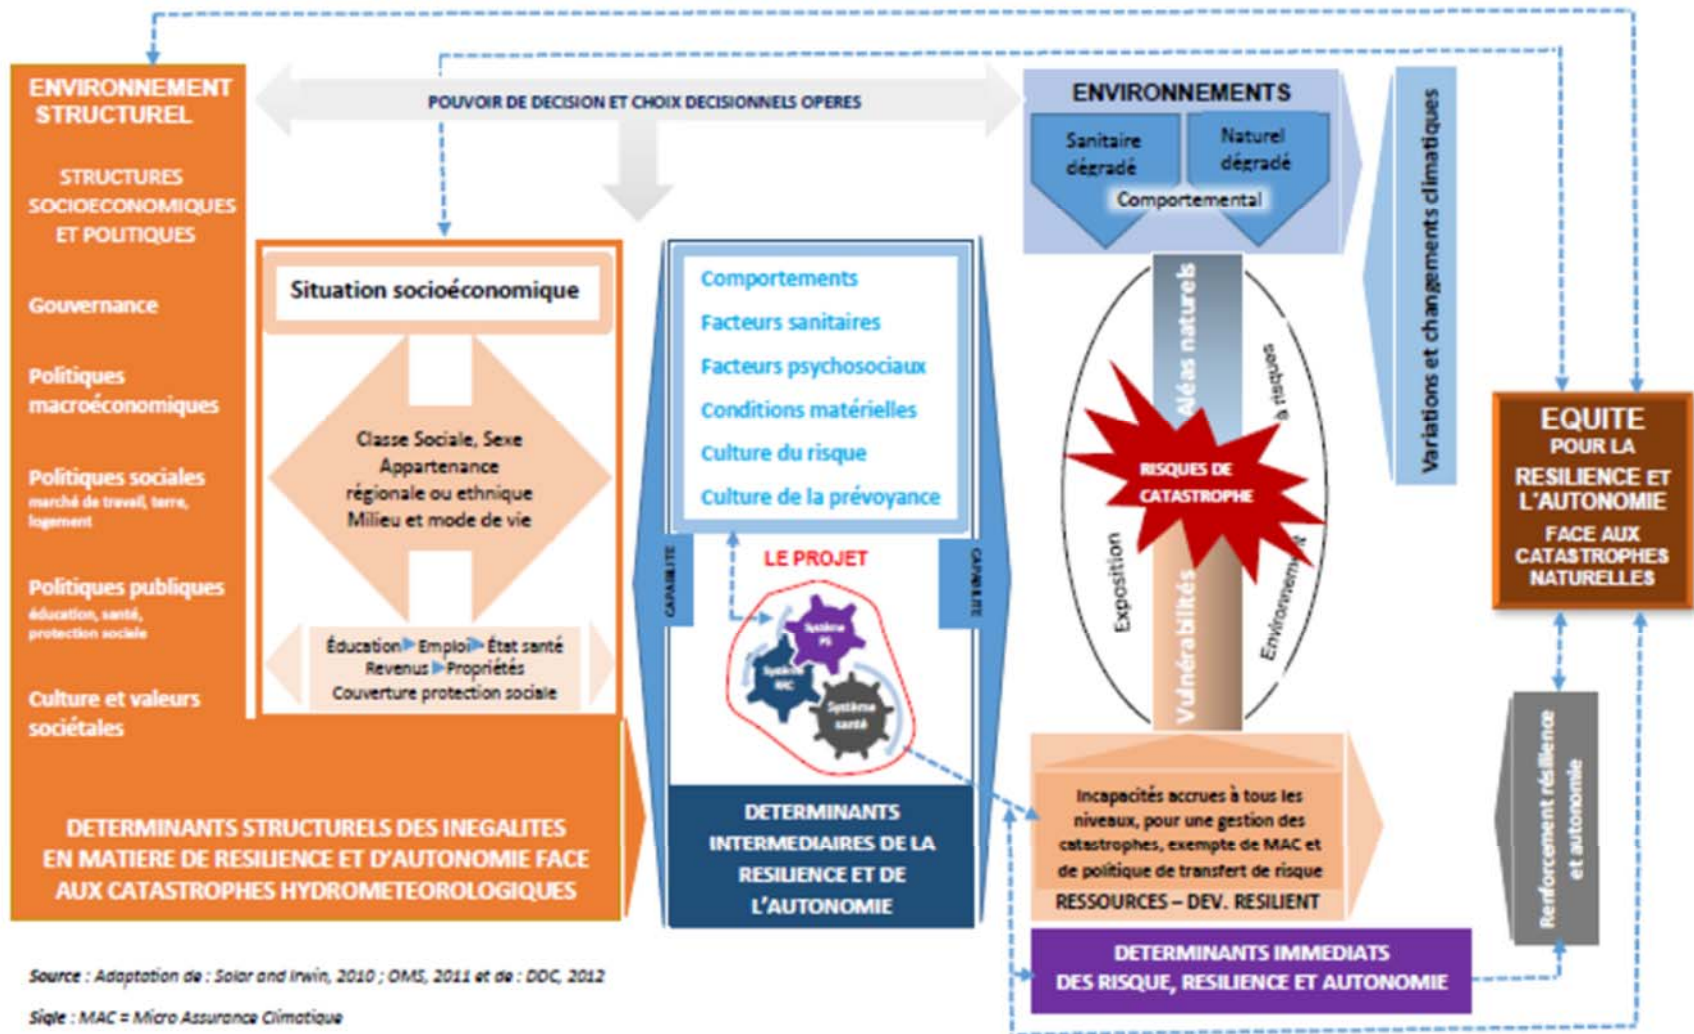 ENVIRONNEMENT
STRUCTUREL
STRUCTURES
SOCIOECONOMIQUES
ET POLITIQUES
Gouvernance
Politiques
macroéconomiques
Politiques sociales
marché de travail, terre,
logement
Politiques publiques
éducation, santé,
protection sociale
Culture et valeurs
sociétales
DETERMINANTS STRUCTURELS DES INEGALITES
EN MATIERE DE RESILIENCE ET D'AUTONOMIE FACE
AUX CATASTROPHES HYDROMETEOROLOGIQUES
POUVOIR DE DECISION ET CHOIX DECISIONNELS OPERES
Situation socioéconomique
Classe Sociale, Sexe
Appartenance
régionale ou ethnique
Milieu et mode de vie
Éducation Emploi État santé
Revenus Propriétés
Couverture protection sociale
Comportements
Facteurs sanitaires
Facteurs psychosociaux
Conditions matérielles
Culture du risque
Culture de la prévoyance
CAPABILITE
CAPABILITE
LE PROJET
Système
PS
Système
Système
santé
DETERMINANTS
INTERMEDIAIRES DE LA
RESILIENCE ET DE
L'AUTONOMIE
ENVIRONNEMENTS
Sanitaire
dégradé
Naturel
dégradé
Comportemental
Variations et changements climatiques
Aléas naturels
à risques
RISQUES DE
CATASTROPHE
Exposition
Vulnérabilités
Environnement
Incapacités accrues à tous les
niveaux, pour une gestion des
catastrophes, exempte de MAC et
de politique de transfert de risque
RESSOURCES – DEV. RESILIENT
DETERMINANTS IMMEDIATS
DES RISQUE, RESILIENCE ET AUTONOMIE
EQUITE
POUR LA
RESILIENCE ET
L'AUTONOMIE
FACE AUX
CATASTROPHES
NATURELLES
Renforcement résilience
et autonomie
Source : Adaptation de : Solar and Irwin, 2010 ; OMS, 2011 et de : DDC, 2012
Sigle : MAC = Micro Assurance Climatique